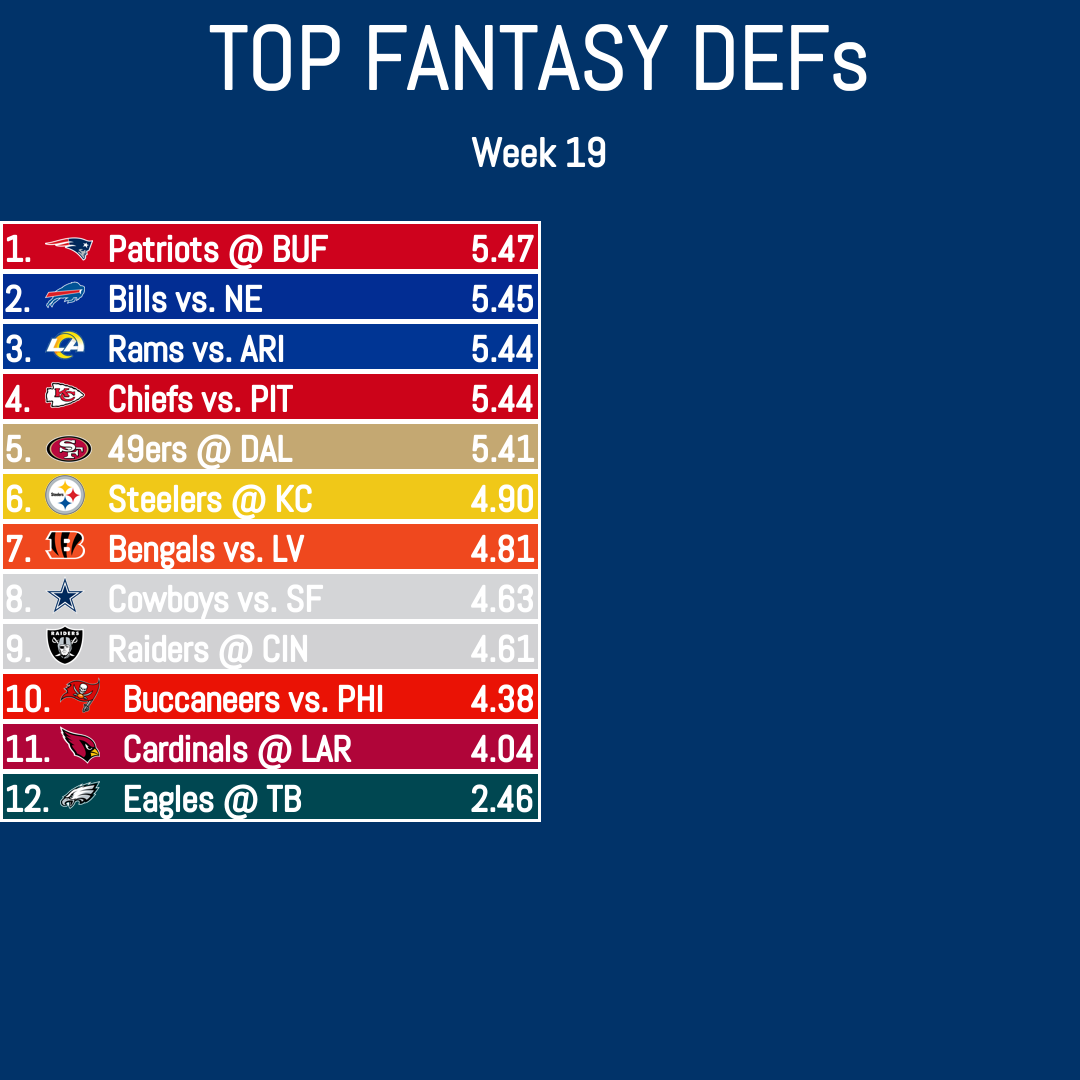 TOP FANTASY DEFs
Week 19
1. Patriots @ BUF 5.47
2. Bills vs. NE 5.45
3. Rams vs. ARI 5.44
4. Chiefs vs. PIT 5.44
5. 49ers @ DAL 5.41
6. Steelers @ KC 4.90
7. Bengals vs. LV 4.81
8. Cowboys vs. SF 4.63
9. Raiders @ CIN 4.61
10. Buccaneers vs. PHI 4.38
11. Cardinals @ LAR 4.04
12. Eagles @ TB 2.46